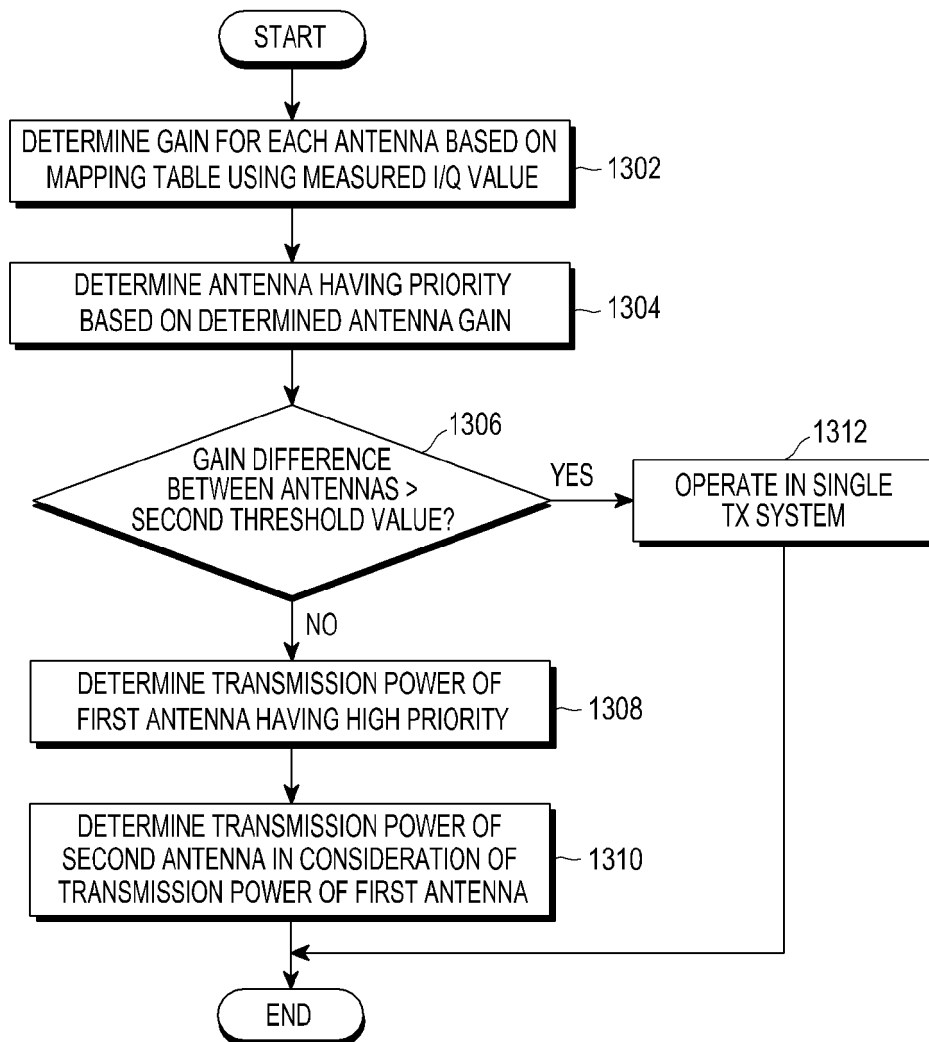 START
DETERMINE GAIN FOR EACH ANTENNA BASED ON
MAPPING TABLE USING MEASURED I/Q VALUE
1302
DETERMINE ANTENNA HAVING PRIORITY
BASED ON DETERMINED ANTENNA GAIN
1304
1306
GAIN DIFFERENCE
BETWEEN ANTENNAS >
SECOND THRESHOLD VALUE?
YES
1312
OPERATE IN SINGLE
TX SYSTEM
NO
DETERMINE TRANSMISSION POWER OF
FIRST ANTENNA HAVING HIGH PRIORITY
1308
DETERMINE TRANSMISSION POWER OF
SECOND ANTENNA IN CONSIDERATION OF
TRANSMISSION POWER OF FIRST ANTENNA
1310
END